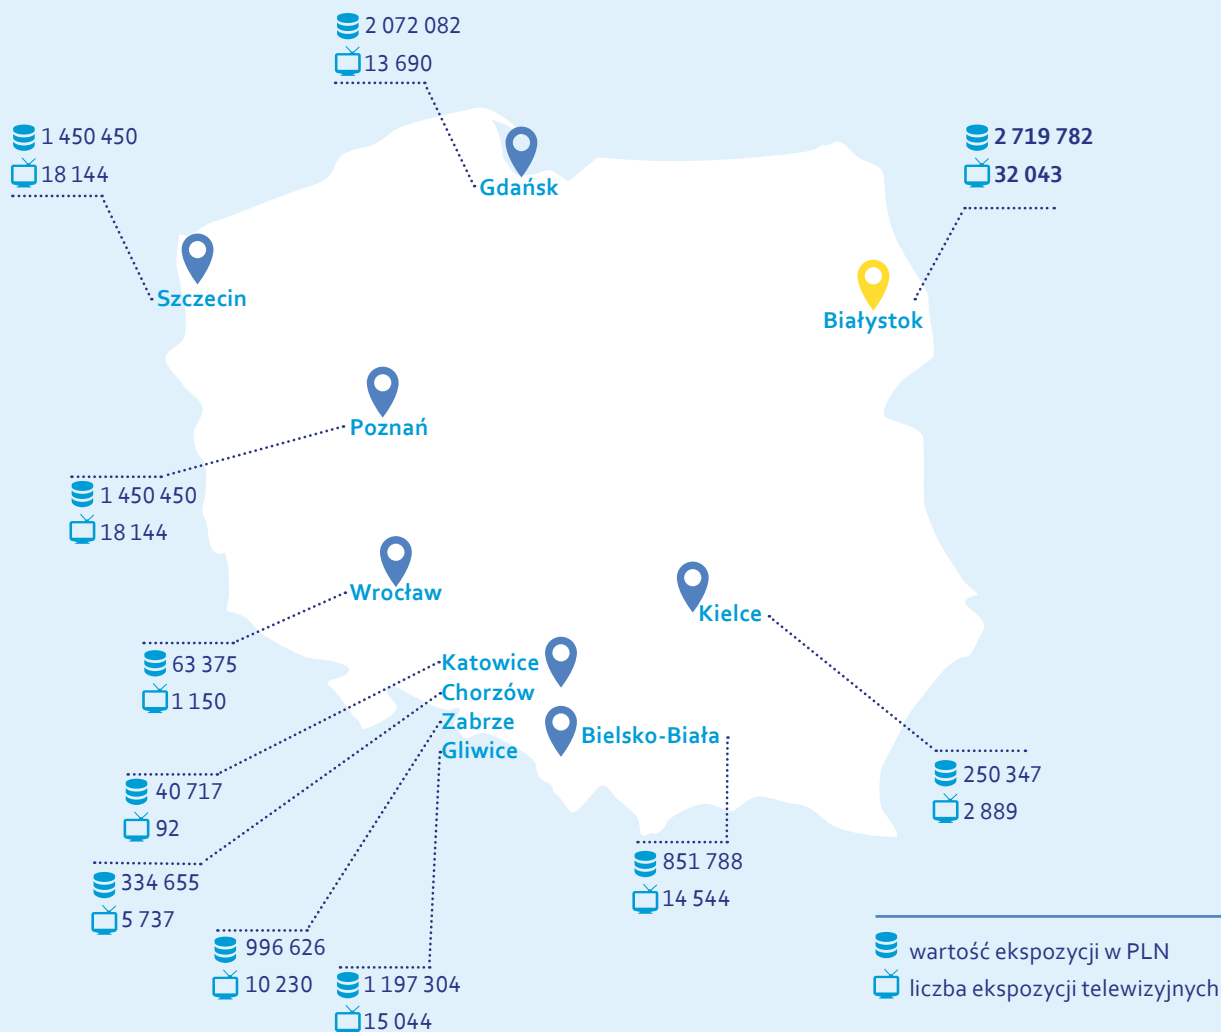 2 072 082
13 690
Gdańsk
1 450 450
18 144
Szczecin
2 719 782
32 043
Białystok
Poznań
1 450 450
18 144
Wrocław
63 375
1 150
Kielce
250 347
2 889
Katowice
Chorzów
Zabrze
Gliwice
Bielsko-Biała
40 717
92
334 655
5 737
996 626
10 230
1 197 304
15 044
851 788
14 544
wartość ekspozycji w PLN
liczba ekspozycji telewizyjnych